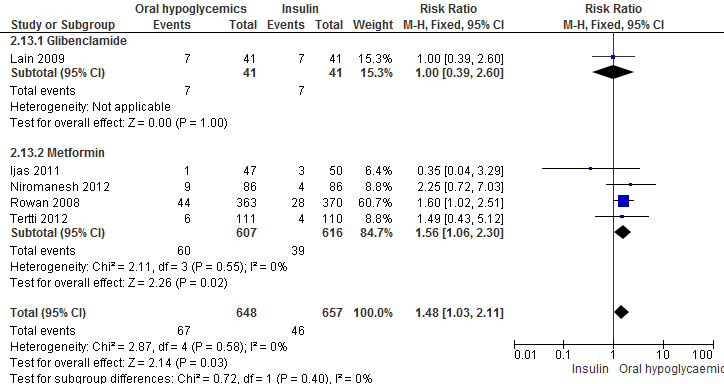 Oral hypoglycemics Insulin Risk Ratio Risk Ratio
Study or Subgroup Events Total Events Total Weight M-H, Fixed, 95% CI M-H, Fixed, 95% CI
2.13.1 Glibenclamide
Lain 2009 7 41 7 41 15.3% 1.00 [0.39, 2.60]
Subtotal (95% CI) 41 41 15.3% 1.00 [0.39, 2.60]
Total events 7 7
Heterogeneity: Not applicable
Test for overall effect: Z = 0.00 (P = 1.00)
2.13.2 Metformin
Ijas 2011 1 47 3 50 6.4% 0.35 [0.04, 3.29]
Niromanesh 2012 9 86 4 86 8.8% 2.25 [0.72, 7.03]
Rowan 2008 44 363 28 370 60.7% 1.60 [1.02, 2.51]
Tertti 2012 6 111 4 110 8.8% 1.49 [0.43, 5.12]
Subtotal (95% CI) 607 616 84.7% 1.56 [1.06, 2.30]
Total events 60 39
Heterogeneity: Chi² = 2.11, df = 3 (P = 0.55); I² = 0%
Test for overall effect: Z = 2.26 (P = 0.02)
Total (95% CI) 648 657 100.0% 1.48 [1.03, 2.11]
Total events 67 46
Heterogeneity: Chi² = 2.87, df = 4 (P = 0.58); I² = 0%
Test for overall effect: Z = 2.14 (P = 0.03)
Test for subgroup differences: Chi² = 0.72, df = 1 (P = 0.40), I² = 0%
0.01 0.1 1 10 100
Insulin Oral hypoglycaemic